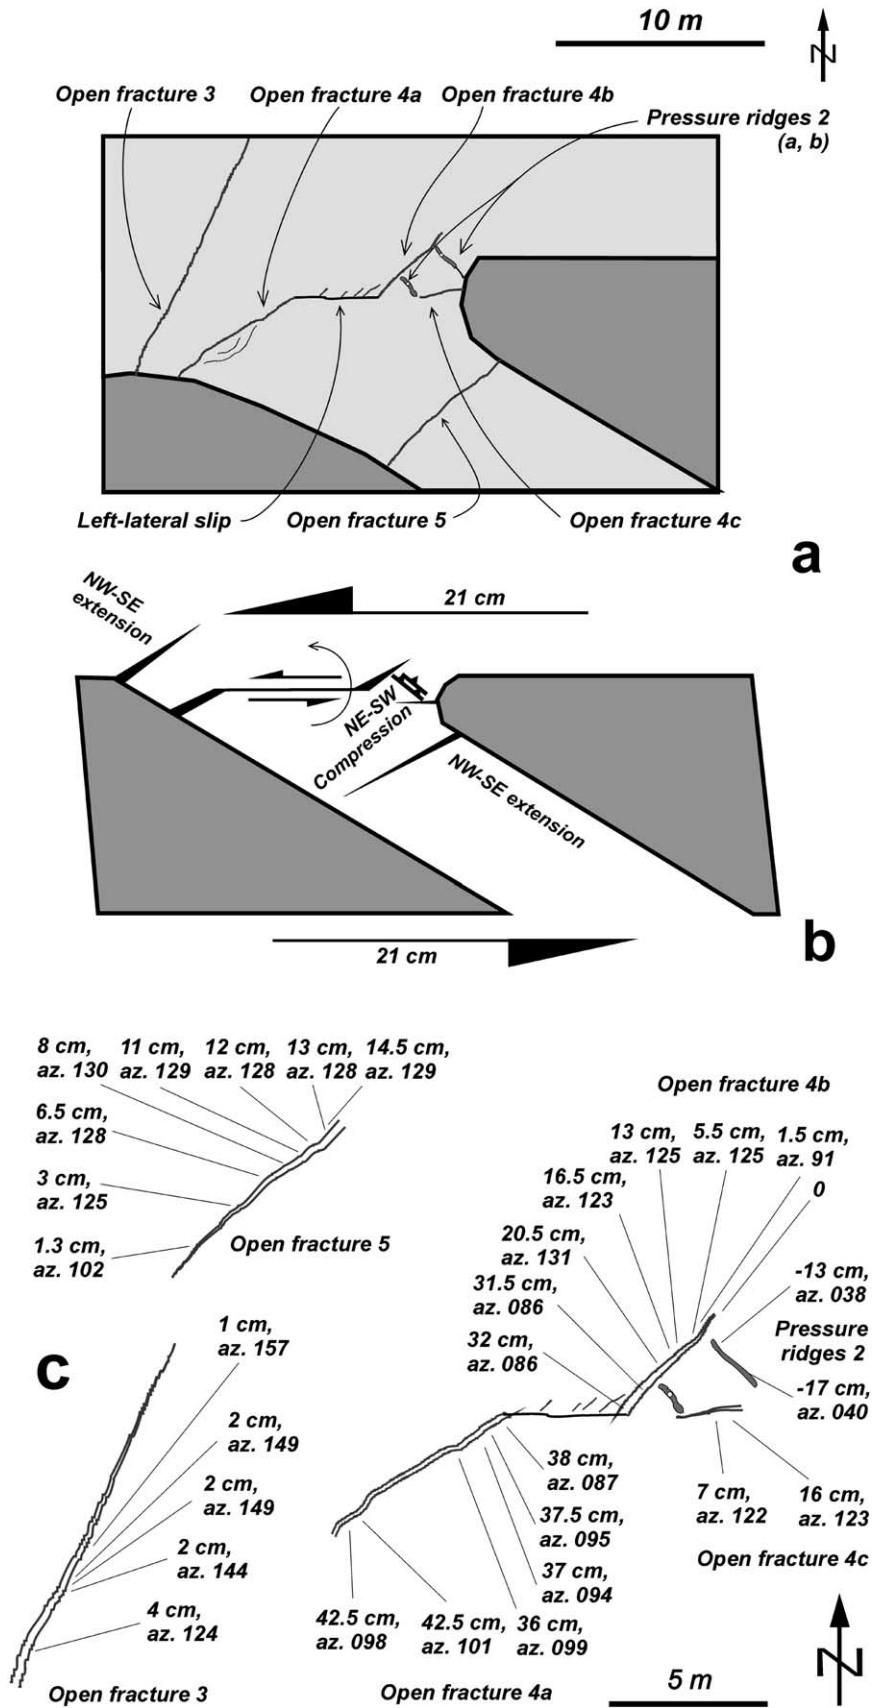 10 m
N
Open fracture 3
Open fracture 4a
Open fracture 4b
Pressure ridges 2
(a, b)
Left-lateral slip
Open fracture 5
Open fracture 4c
a
NW-SE
extension
21 cm
NE-SW
Compression
NW-SE extension
21 cm
b
8 cm,
az. 130
11 cm,
az. 129
12 cm,
az. 128
13 cm,
az. 128
14.5 cm,
az. 129
6.5 cm,
az. 128
3 cm,
az. 125
1.3 cm,
az. 102
Open fracture 5
Open fracture 4b
13 cm,
az. 125
5.5 cm,
az. 125
1.5 cm,
az. 91
0
16.5 cm,
az. 123
20.5 cm,
az. 131
31.5 cm,
az. 086
32 cm,
az. 086
-13 cm,
az. 038
Pressure
ridges 2
-17 cm,
az. 040
c
1 cm,
az. 157
2 cm,
az. 149
2 cm,
az. 149
2 cm,
az. 144
4 cm,
az. 124
Open fracture 3
38 cm,
az. 087
37.5 cm,
az. 095
37 cm,
az. 094
36 cm,
az. 099
42.5 cm,
az. 101
42.5 cm,
az. 098
Open fracture 4a
7 cm,
az. 122
16 cm,
az. 123
Open fracture 4c
5 m
N